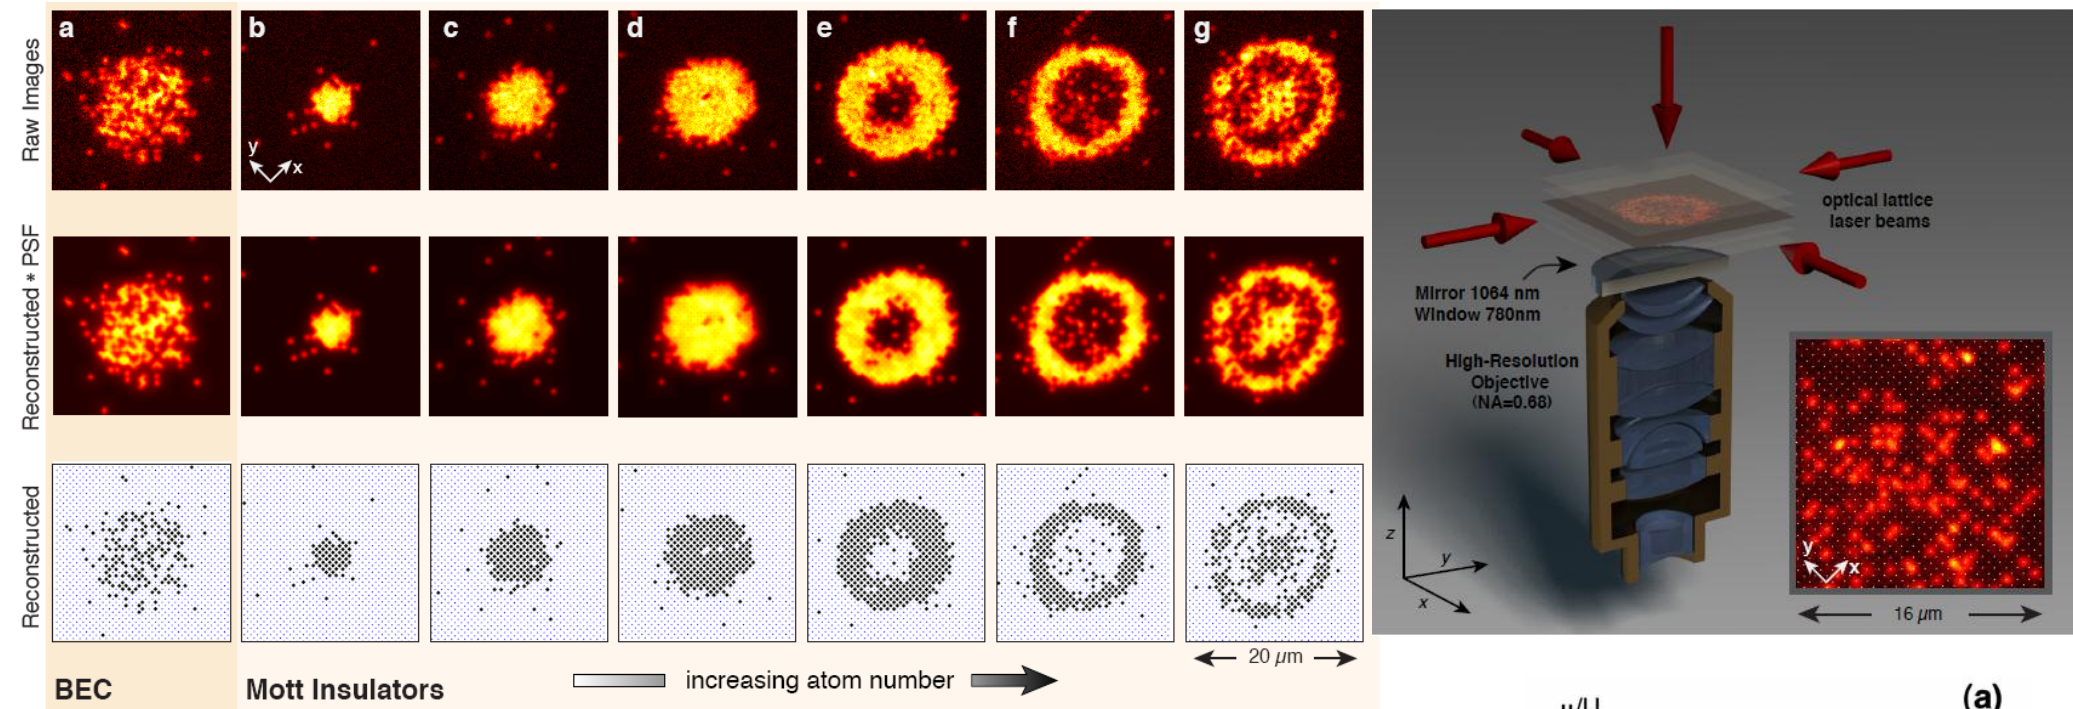 a b c d e f g
Raw Images
y x
Reconstructed * PSF
Reconstructed
20 µm
BEC
Mott Insulators
increasing atom number
optical lattice
laser beams
Mirror 1064 nm
Window 780nm
High-Resolution
Objective
(NA=0.68)
z
y
x
y x
16 µm
µ/U
(a)